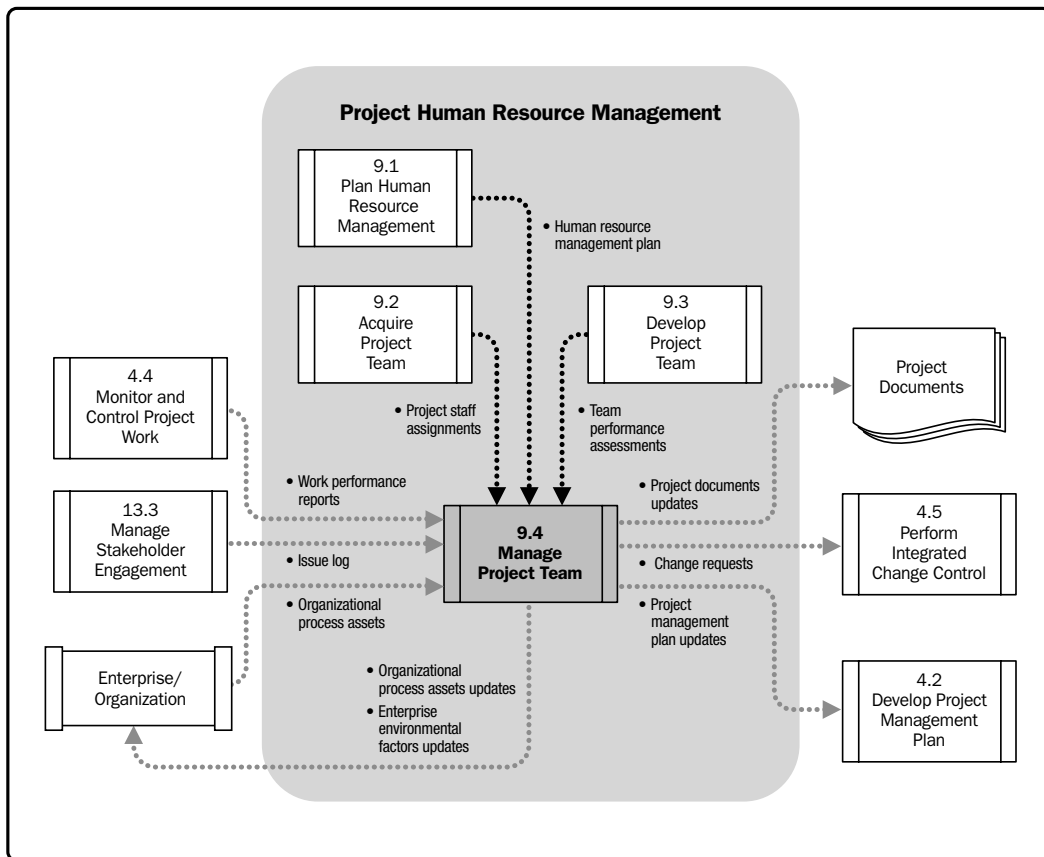 Project Human Resource Management
9.1
Plan Human
Resource
Management
• Human resource
management plan
9.2
Acquire
Project
Team
9.3
Develop
Project
Team
• Project staff
assignments
• Team
performance
assessments
4.4
Monitor and
Control Project
Work
Project
Documents
• Work performance
reports
• Project documents
updates
13.3
Manage
Stakeholder
Engagement
• Issue log
9.4
Manage
Project Team
• Change requests
4.5
Perform
Integrated
Change Control
• Organizational
process assets
• Project
management
plan updates
Enterprise/
Organization
• Organizational
process assets updates
• Enterprise
environmental
factors updates
4.2
Develop Project
Management
Plan